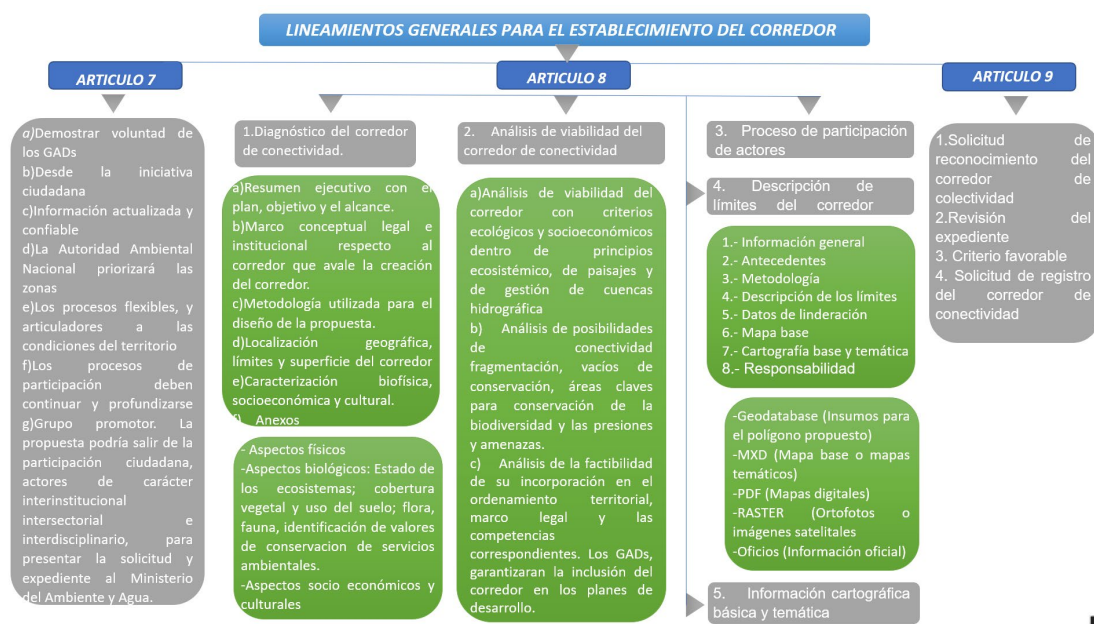 LINEAMIENTOS GENERALES PARA EL ESTABLECIMIENTO DEL CORREDOR
ARTICULO 7
a)Demostrar voluntad de
los GADs
b)Desde la iniciativa
ciudadana
c)Información actualizada y
confiable
d)La Autoridad Ambiental
Nacional priorizará las
zonas
e)Los procesos flexibles, y
articuladores a las
condiciones del territorio
f)Los procesos de
participación deben
continuar y profundizarse
g)Grupo promotor. La
propuesta podría salir de la
participación ciudadana,
actores de carácter
interinstitucional
intersectorial e
interdisciplinario, para
presentar la solicitud y
expediente al Ministerio
del Ambiente y Agua.
ARTICULO 8
1.Diagnóstico del corredor
de conectividad.
a)Resumen ejecutivo con el
plan, objetivo y el alcance.
b)Marco conceptual legal e
institucional respecto al
corredor que avale la creación
del corredor.
c)Metodología utilizada para el
diseño de la propuesta.
d)Localización geográfica,
límites y superficie del corredor
e)Caracterización biofísica,
socioeconómica y cultural.
f) Anexos
- Aspectos físicos
-Aspectos biológicos: Estado de
los ecosistemas; cobertura
vegetal y uso del suelo; flora,
fauna, identificación de valores
de conservacion de servicios
ambientales.
-Aspectos socio económicos y
culturales
2. Análisis de viabilidad del
corredor de conectividad
a)Análisis de viabilidad del
corredor con criterios
ecológicos y socioeconómicos
dentro de principios
ecosistémico, de paisajes y
de gestión de cuencas
hidrográfica
b) Análisis de posibilidades
de conectividad
fragmentación, vacíos de
conservación, áreas claves
para conservación de la
biodiversidad y las presiones
y amenazas.
c) Análisis de la factibilidad
de su incorporación en el
ordenamiento territorial,
marco legal y las
competencias
correspondientes. Los GADs,
garantizaran la inclusión del
corredor en los planes de
desarrollo.
3. Proceso de participación
de actores
4. Descripción de
límites del corredor
1.- Información general
2.- Antecedentes
3.- Metodología
4.- Descripción de los límites
5.- Datos de linderación
6.- Mapa base
7.- Cartografía base y temática
8.- Responsabilidad
-Geodatabase (Insumos para
el polígono propuesto)
-MXD (Mapa base o mapas
temáticos)
-PDF (Mapas digitales)
-RASTER (Ortofotos o
imágenes satelitales
-Oficios (Información oficial)
5. Información cartográfica
básica y temática
ARTICULO 9
1.Solicitud de
reconocimiento del
corredor de
colectividad
2.Revisión del
expediente
3. Criterio favorable
4. Solicitud de registro
del corredor de
conectividad